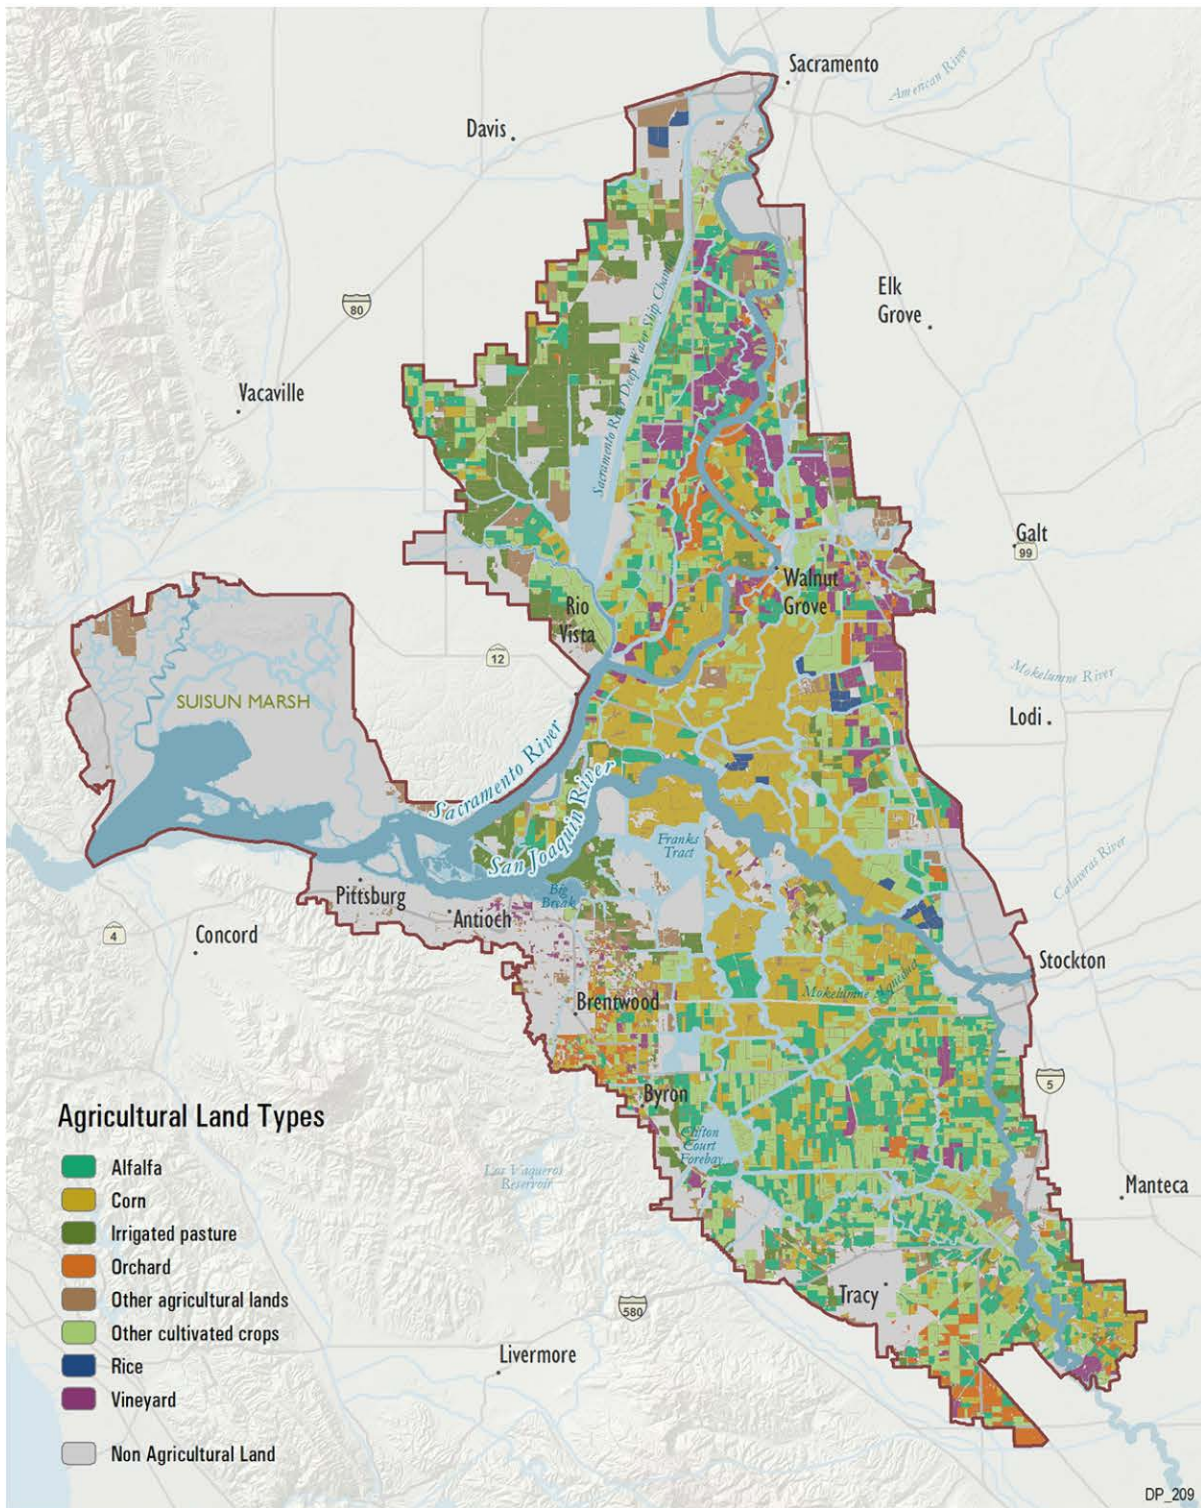 Sacramento
American River
Davis
Elk
Grove
80
Sacramento River Deep Water Ship Channel
Vacaville
Galt
99
Walnut
Grove
Rio
Vista
12
Mokelumne River
SUISUN MARSH
Lodi
Sacramento River
San Joaquin River
Franks
Tract
Calaveras River
Pittsburg
Big
Break
Antioch
4
Concord
Stockton
Mokelumne Aqueduct
Brentwood
5
Byron
Agricultural Land Types
Clifton
Court
Forebay
Los Vaqueros
Reservoir
Alfalfa
Manteca
Corn
Irrigated pasture
Orchard
Other agricultural lands
Tracy
580
Other cultivated crops
Livermore
Rice
Vineyard
Non Agricultural Land
DP_209